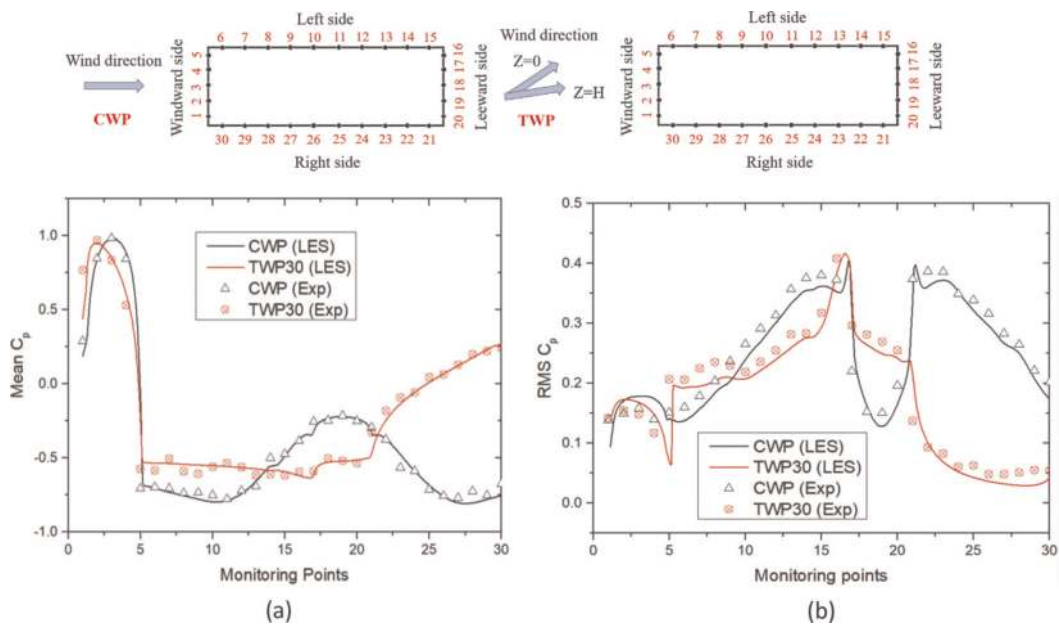 Left side
Wind direction
6 7 8 9 10 11 12 13 14 15
Windward side
5
4
3
2
1
16
17
18
19
20
Leeward side
CWP
30 29 28 27 26 25 24 23 22 21
Right side
Left side
Wind direction
6 7 8 9 10 11 12 13 14 15
Z=0
Z=H
TWP
Windward side
5
4
3
2
1
16
17
18
19
20
Leeward side
30 29 28 27 26 25 24 23 22 21
Right side
Mean Cp
1.0
0.5
0.0
-0.5
-1.0
CWP (LES)
TWP30 (LES)
CWP (Exp)
TWP30 (Exp)
0 5 10 15 20 25 30
Monitoring Points
(a)
RMS Cp
0.5
0.4
0.3
0.2
0.1
0.0
CWP (LES)
TWP30 (LES)
CWP (Exp)
TWP30 (Exp)
0 5 10 15 20 25 30
Monitoring points
(b)